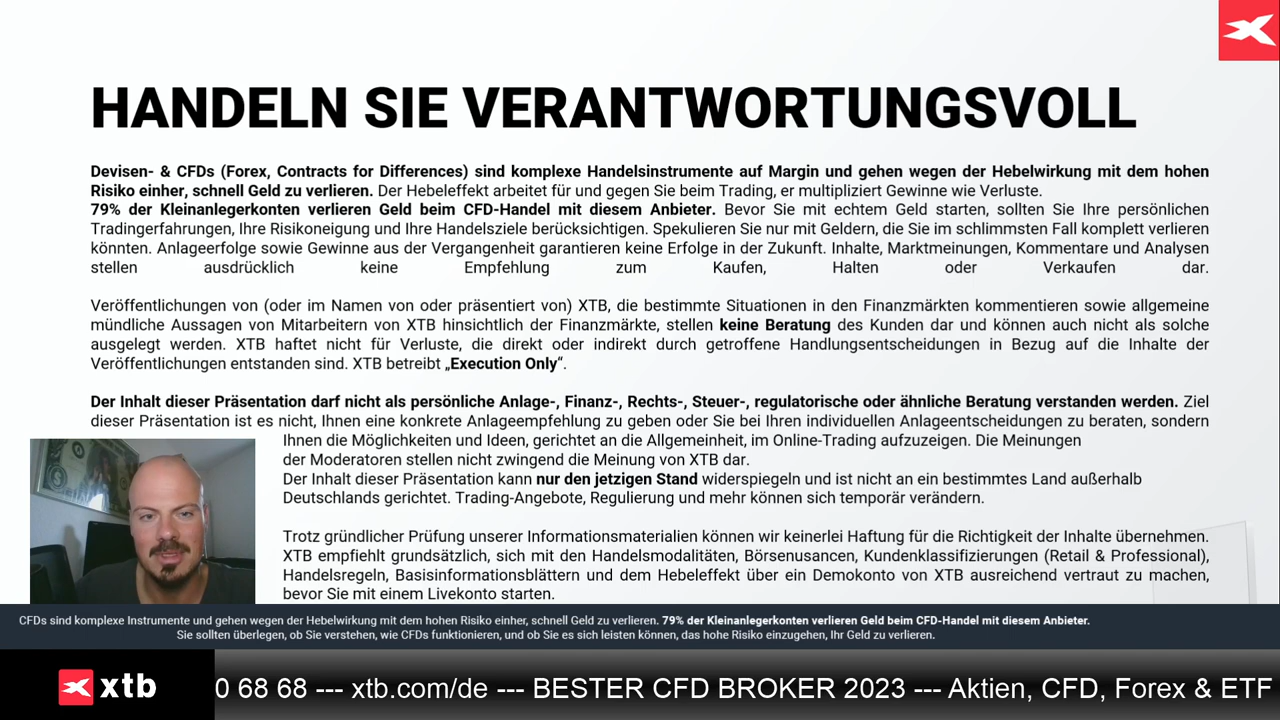 HANDELN SIE VERANTWORTUNGSVOLL
Devisen- & CFDs (Forex, Contracts for Differences) sind komplexe Handelsinstrumente auf Margin und gehen wegen der Hebelwirkung mit dem hohen
Risiko einher, schnell Geld zu verlieren. Der Hebeleffekt arbeitet für und gegen Sie beim Trading, er multipliziert Gewinne wie Verluste.
79% der Kleinanlegerkonten verlieren Geld beim CFD-Handel mit diesem Anbieter. Bevor Sie mit echtem Geld starten, sollten Sie Ihre persönlichen
Tradingerfahrungen, Ihre Risikoneigung und Ihre Handelsziele berücksichtigen. Spekulieren Sie nur mit Geldern, die Sie im schlimmsten Fall komplett verlieren
könnten. Anlageerfolge sowie Gewinne aus der Vergangenheit garantieren keine Erfolge in der Zukunft. Inhalte, Marktmeinungen, Kommentare und Analysen
stellen ausdrücklich keine Empfehlung zum Kaufen, Halten oder Verkaufen dar.
Veröffentlichungen von (oder im Namen von oder präsentiert von) XTB, die bestimmte Situationen in den Finanzmärkten kommentieren sowie allgemeine
mündliche Aussagen von Mitarbeitern von XTB hinsichtlich der Finanzmärkte, stellen keine Beratung des Kunden dar und können auch nicht als solche
ausgelegt werden. XTB haftet nicht für Verluste, die direkt oder indirekt durch getroffene Handlungsentscheidungen in Bezug auf die Inhalte der
Veröffentlichungen entstanden sind. XTB betreibt „Execution Only“.
Der Inhalt dieser Präsentation darf nicht als persönliche Anlage-, Finanz-, Rechts-, Steuer-, regulatorische oder ähnliche Beratung verstanden werden. Ziel
dieser Präsentation ist es nicht, Ihnen eine konkrete Anlageempfehlung zu geben oder Sie bei Ihren individuellen Anlageentscheidungen zu beraten, sondern
Ihnen die Möglichkeiten und Ideen, gerichtet an die Allgemeinheit, im Online-Trading aufzuzeigen. Die Meinungen
der Moderatoren stellen nicht zwingend die Meinung von XTB dar.
Der Inhalt dieser Präsentation kann nur den jetzigen Stand widerspiegeln und ist nicht an ein bestimmtes Land außerhalb
Deutschlands gerichtet. Trading-Angebote, Regulierung und mehr können sich temporär verändern.
Trotz gründlicher Prüfung unserer Informationsmaterialien können wir keinerlei Haftung für die Richtigkeit der Inhalte übernehmen.
XTB empfiehlt grundsätzlich, sich mit den Handelsmodalitäten, Börsenusancen, Kundenklassifizierungen (Retail & Professional),
Handelsregeln, Basisinformationsblättern und dem Hebeleffekt über ein Demokonto von XTB ausreichend vertraut zu machen,
bevor Sie mit einem Livekonto starten.
CFDs sind komplexe Instrumente und gehen wegen der Hebelwirkung mit dem hohen Risiko einher, schnell Geld zu verlieren. 79% der Kleinanlegerkonten verlieren Geld beim CFD-Handel mit diesem Anbieter.
Sie sollten überlegen, ob Sie verstehen, wie CFDs funktionieren, und ob Sie es sich leisten können, das hohe Risiko einzugehen, Ihr Geld zu verlieren.
xtb 0 68 68 --- xtb.com/de --- BESTER CFD BROKER 2023 --- Aktien, CFD, Forex & ETF